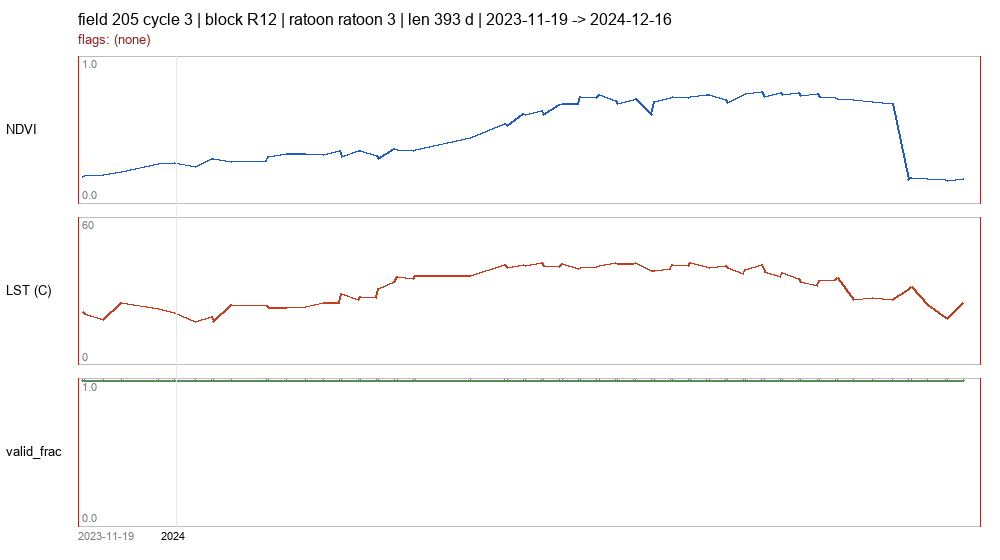 field 205 cycle 3 | block R12 | ratoon ratoon 3 | len 393 d | 2023-11-19 -> 2024-12-16
flags: (none)
1.0
NDVI
0.0
60
LST (C)
0
1.0
valid_frac
0.0
2023-11-19 2024